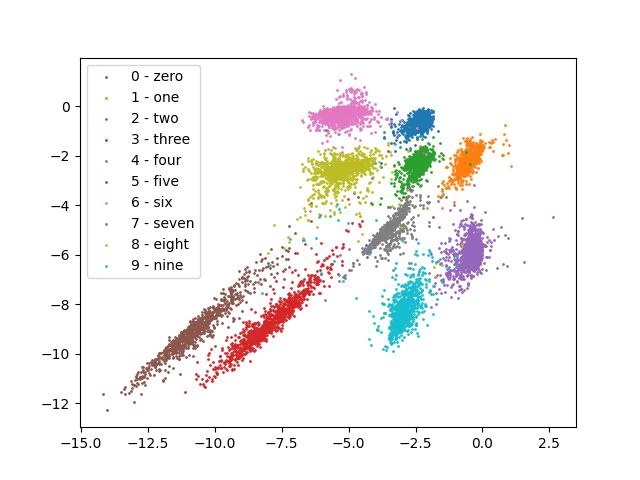 0 - zero
1 - one
2 - two
3 - three
4 - four
5 - five
6 - six
7 - seven
8 - eight
9 - nine
0
−2
−4
−6
−8
−10
−12
−15.0 −12.5 −10.0 −7.5 −5.0 −2.5 0.0 2.5